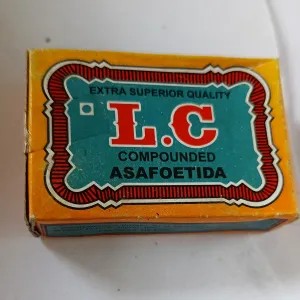 EXTRA SUPERIOR QUALITY
L.C
COMPOUNDED
ASAFOETIDA